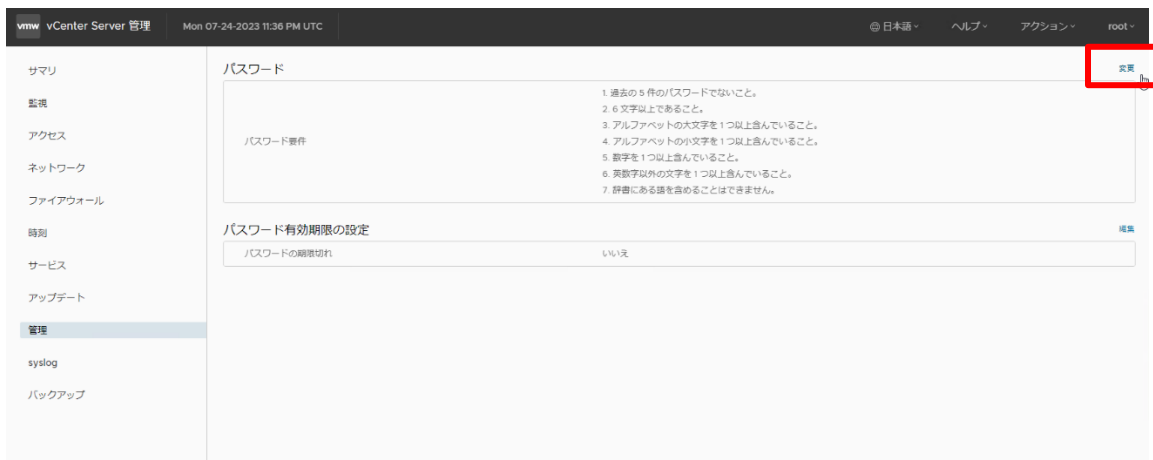 vmw vCenter Server 管理 Mon 07-24-2023 11:36 PM UTC 日本語 ヘルプ アクション root
サマリ
監視
アクセス
ネットワーク
ファイアウォール
時刻
サービス
アップデート
管理
syslog
バックアップ
パスワード 変更
パスワード要件
1. 過去の 5 件のパスワードでないこと。
2. 6 文字以上であること。
3. アルファベットの大文字を 1 つ以上含んでいること。
4. アルファベットの小文字を 1 つ以上含んでいること。
5. 数字を 1 つ以上含んでいること。
6. 英数字以外の文字を 1 つ以上含んでいること。
7. 辞書にある語を含めることはできません。
パスワード有効期限の設定 編集
パスワードの期限切れ いいえ